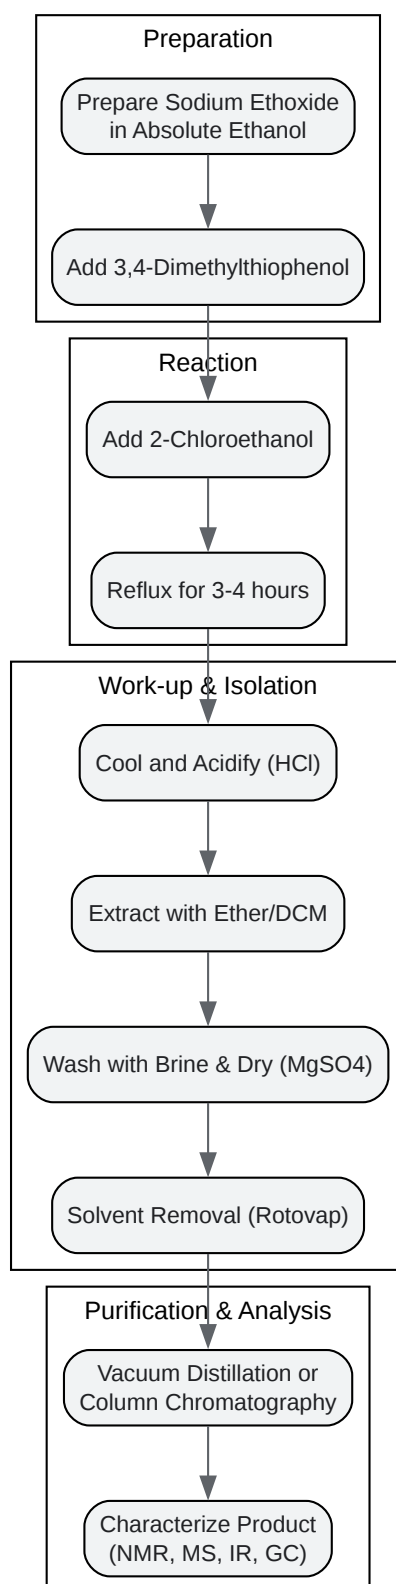 Preparation
Prepare Sodium Ethoxide
in Absolute Ethanol
Add 3,4-Dimethylthiophenol
Reaction
Add 2-Chloroethanol
Reflux for 3-4 hours
Work-up & Isolation
Cool and Acidify (HCl)
Extract with Ether/DCM
Wash with Brine & Dry (MgSO4)
Solvent Removal (Rotovap)
Purification & Analysis
Vacuum Distillation or
Column Chromatography
Characterize Product
(NMR, MS, IR, GC)